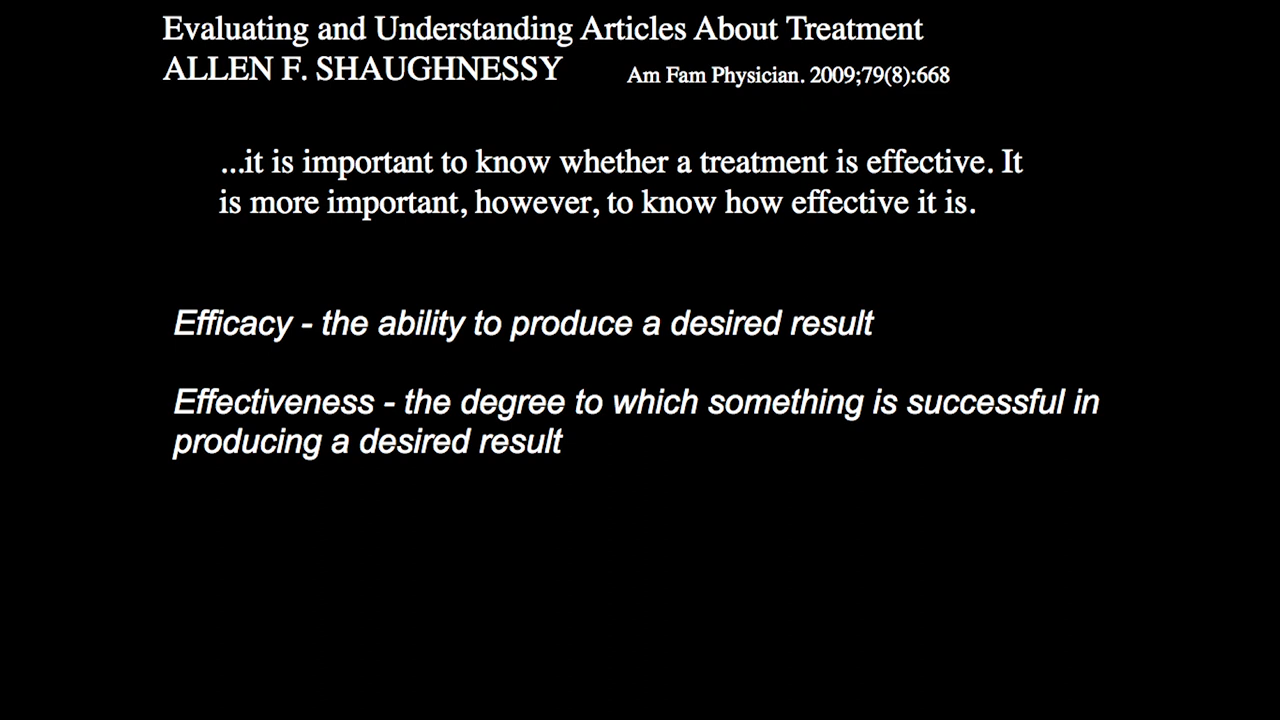 Evaluating and Understanding Articles About Treatment
ALLEN F. SHAUGHNESSY Am Fam Physician. 2009;79(8):668
...it is important to know whether a treatment is effective. It
is more important, however, to know how effective it is.
Efficacy - the ability to produce a desired result
Effectiveness - the degree to which something is successful in
producing a desired result